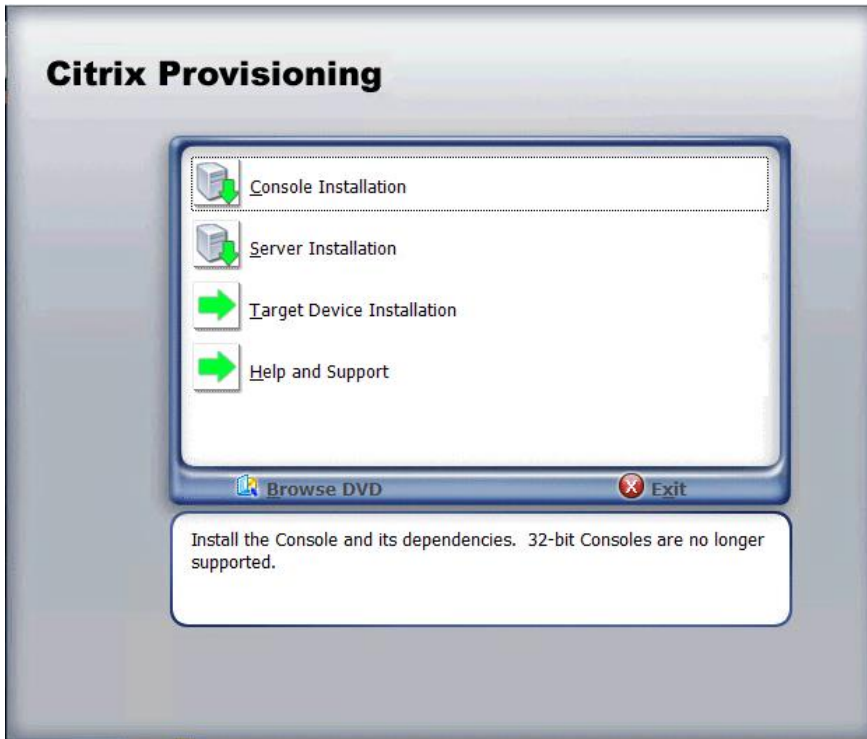 Citrix Provisioning
Console Installation
Server Installation
Target Device Installation
Help and Support
Browse DVD
Exit
Install the Console and its dependencies.  32-bit Consoles are no longer
supported.